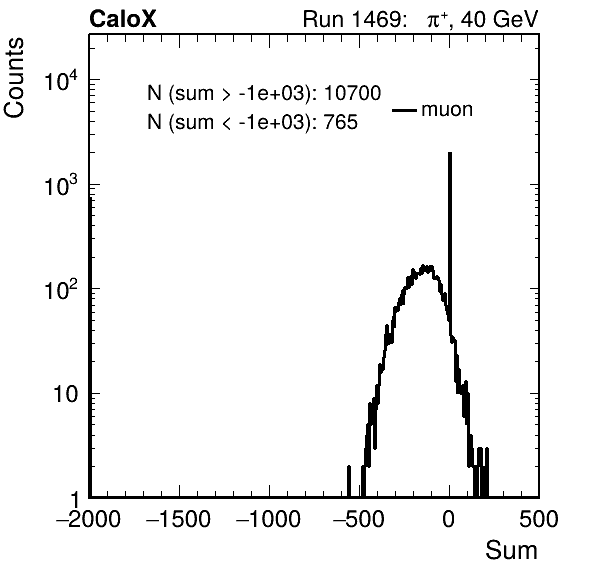 CaloX Run 1469: π⁺, 40 GeV
Counts
10⁴
N (sum > -1e+03): 10700
N (sum < -1e+03): 765
muon
10³
10²
10
1
−2000 −1500 −1000 −500 0 500
Sum